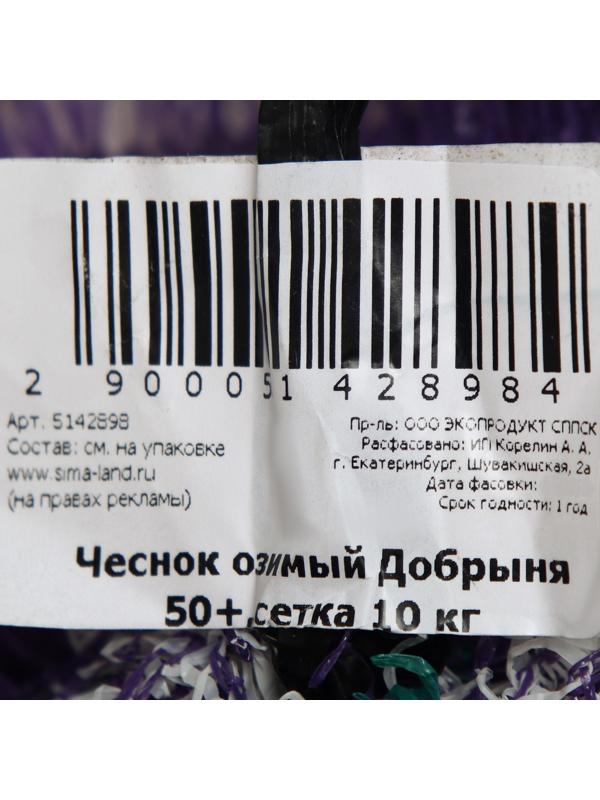 2 900051 428984
Арт. 5142898
Состав: см. на упаковке
www.sima-land.ru
(на правах рекламы)
Пр-ль: ООО ЭКОПРОДУКТ СППСК
Расфасовано: ИП Корелин А. А.
г. Екатеринбург, Шувакишская, 2а
Дата фасовки:
Срок годности: 1 год
Чеснок озимый Добрыня
50+,сетка 10 кг